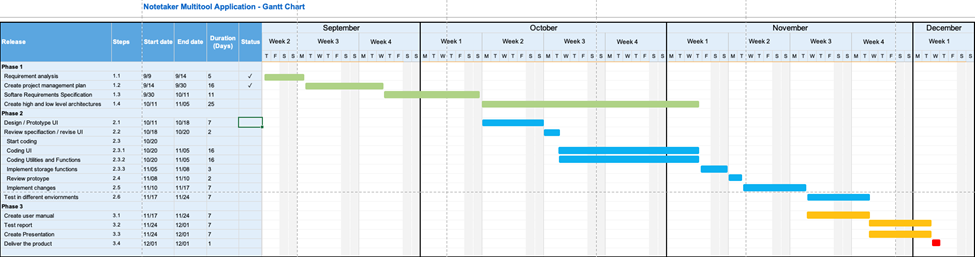 Notetaker Multitool Application - Gantt Chart
September October November December
Release Steps Start date End date Duration (Days) Status Week 2 Week 3 Week 4 Week 1 Week 2 Week 3 Week 4 Week 1 Week 2 Week 3 Week 4 Week 1
T F S S M T W T F S S M T W T F S S M T W T F S S M T W T F S S M T W T F S S M T W T F S S M T W T F S S M T W T F S S M T W T F S S M T W T F S S M T W T F S S
Phase 1
Requirement analysis 1.1 9/9 9/14 5 ✓
Create project management plan 1.2 9/14 9/30 16 ✓
Softare Requirements Specification 1.3 9/30 10/11 11
Create high and low level architectures 1.4 10/11 11/05 25
Phase 2
Design / Prototype UI 2.1 10/11 10/18 7
Review specifiaction / revise UI 2.2 10/18 10/20 2
Start coding 2.3 10/20
Coding UI 2.3.1 10/20 11/05 16
Coding Utilities and Functions 2.3.2 10/20 11/05 16
Implement storage functions 2.3.3 11/05 11/08 3
Review protoype 2.4 11/08 11/10 2
Implement changes 2.5 11/10 11/17 7
Test in different enviornments 2.6 11/17 11/24 7
Phase 3
Create user manual 3.1 11/17 11/24 7
Test report 3.2 11/24 12/01 7
Create Presentation 3.3 11/24 12/01 7
Deliver the product 3.4 12/01 12/01 1